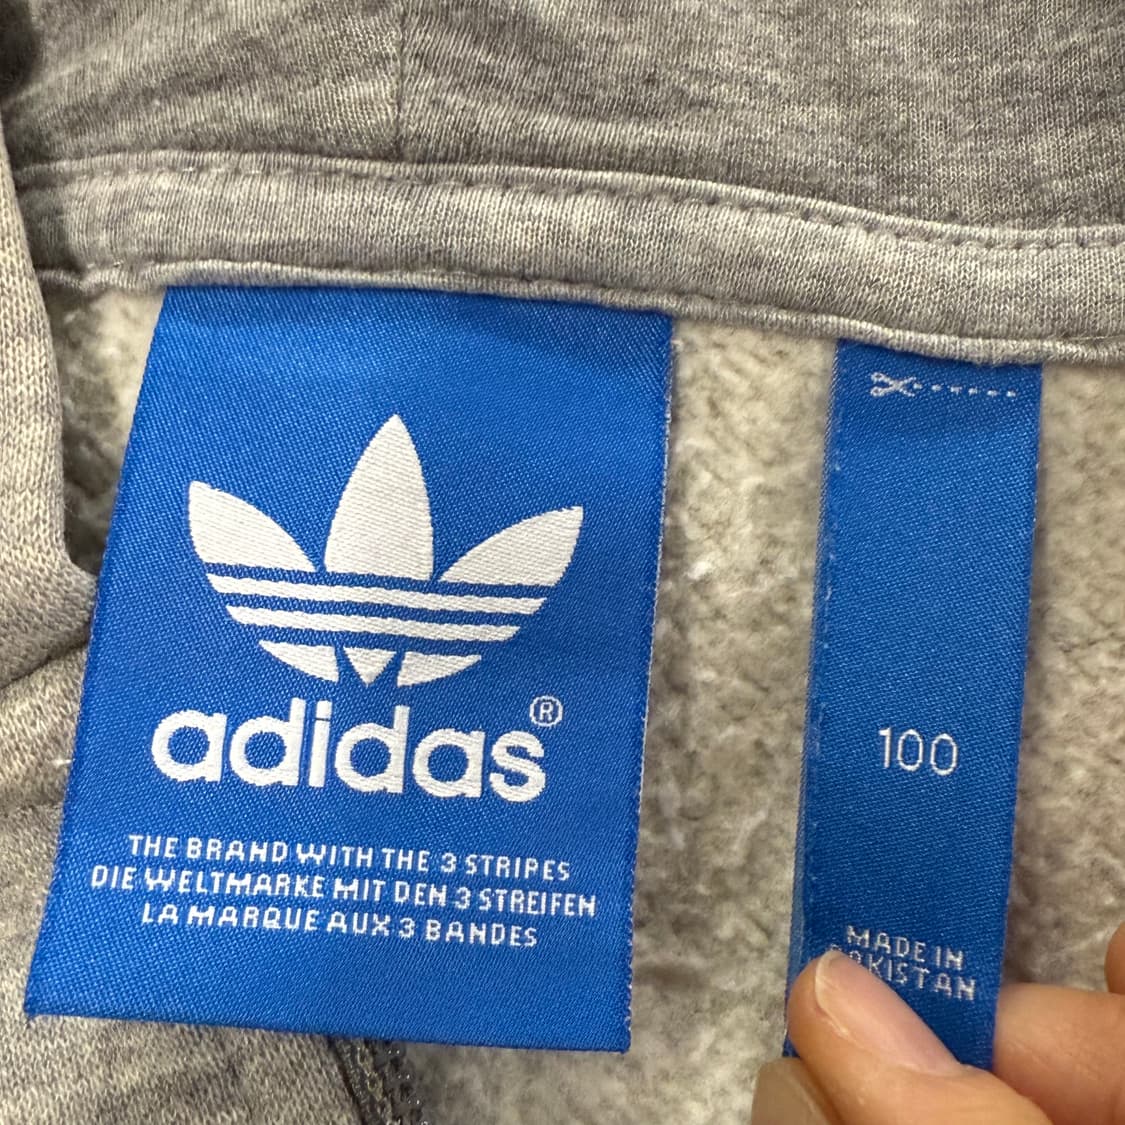 adidas®
THE BRAND WITH THE 3 STRIPES
DIE WELTMARKE MIT DEN 3 STREIFEN
LA MARQUE AUX 3 BANDES
100
MADE IN
PAKISTAN